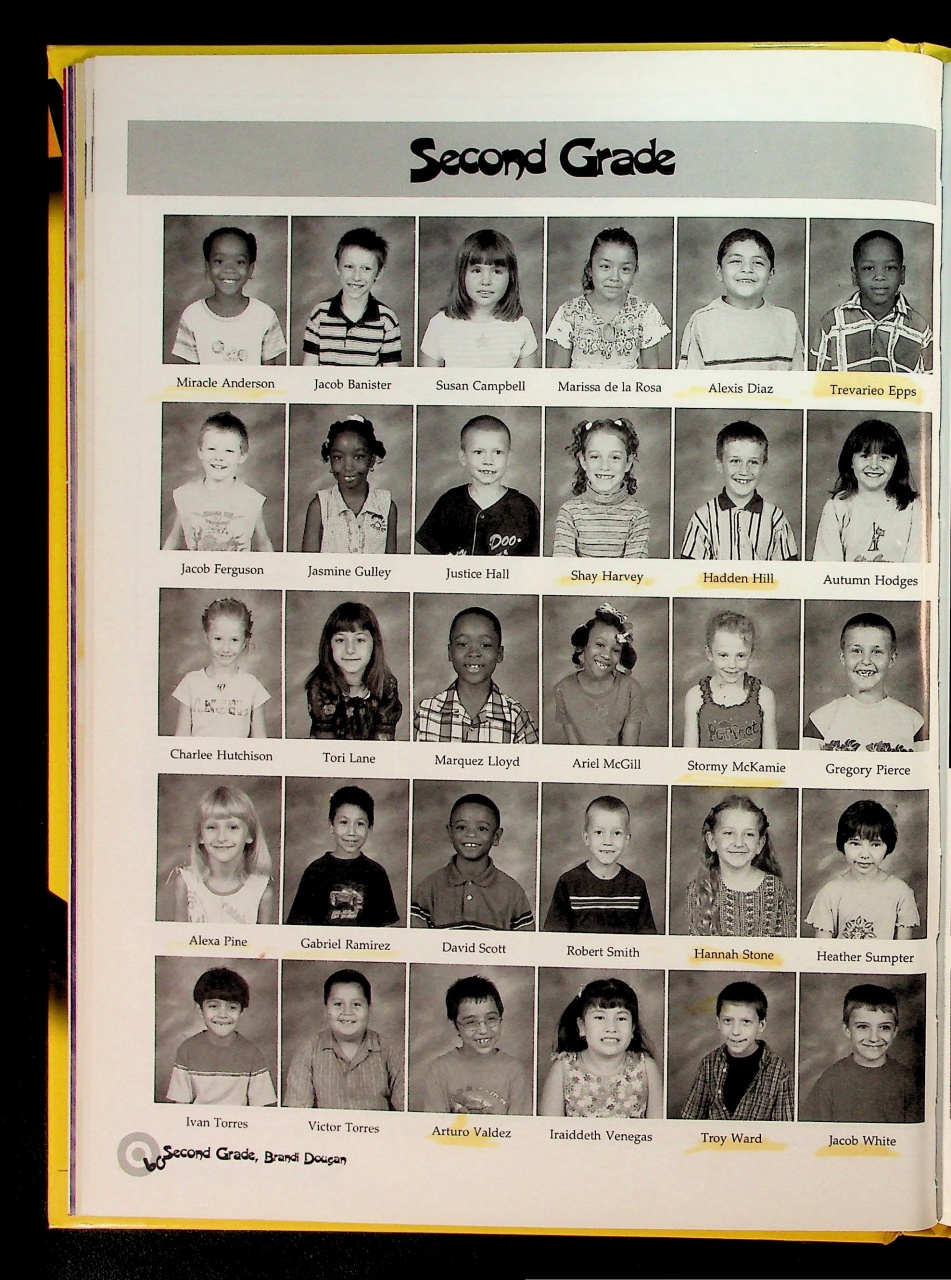 Second Grade
Miracle Anderson Jacob Banister Susan Campbell Marissa de la Rosa Alexis Diaz Trevarieo Epps
Doo.
Jacob Ferguson Jasmine Gulley Justice Hall Shay Harvey Hadden Hill Autumn Hodges
ANGEL
Perfect
Charlee Hutchison Tori Lane Marquez Lloyd Ariel McGill Stormy McKamie Gregory Pierce
Alexa Pine Gabriel Ramirez David Scott Robert Smith Hannah Stone Heather Sumpter
Ivan Torres Victor Torres Arturo Valdez Iraiddeth Venegas Troy Ward Jacob White
Second Grade, Brandi Dougan